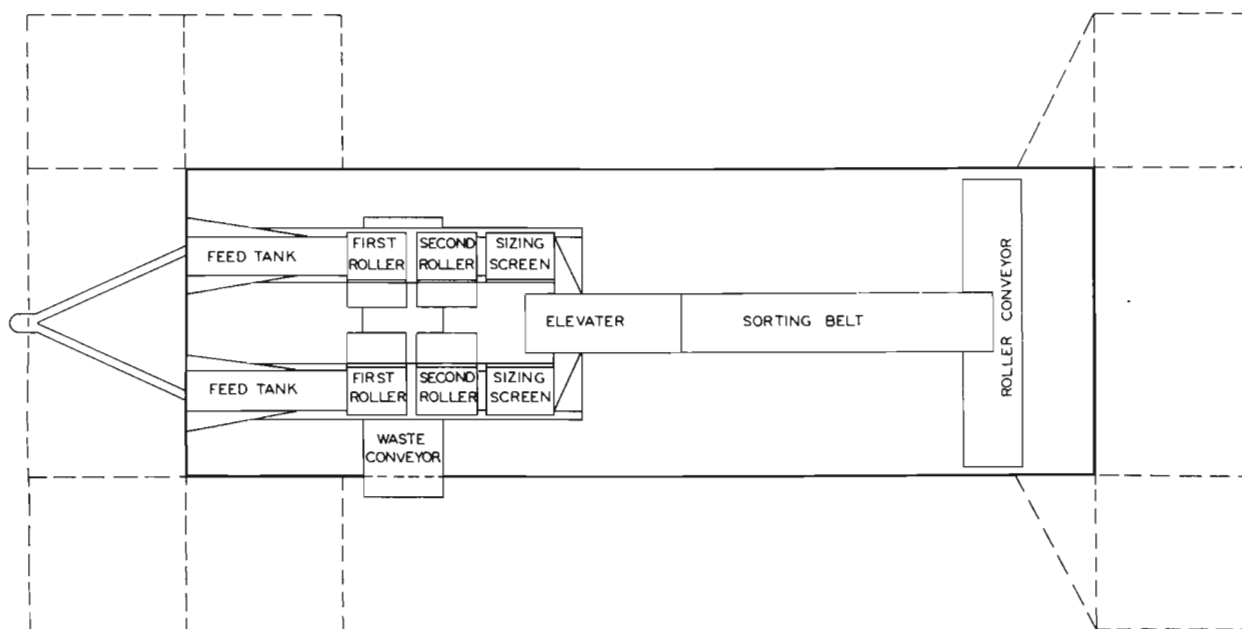 FEED TANK
FIRST
ROLLER
SECOND
ROLLER
SIZING
SCREEN
ELEVATER
SORTING BELT
ROLLER CONVEYOR
FEED TANK
FIRST
ROLLER
SECOND
ROLLER
SIZING
SCREEN
WASTE
CONVEYOR